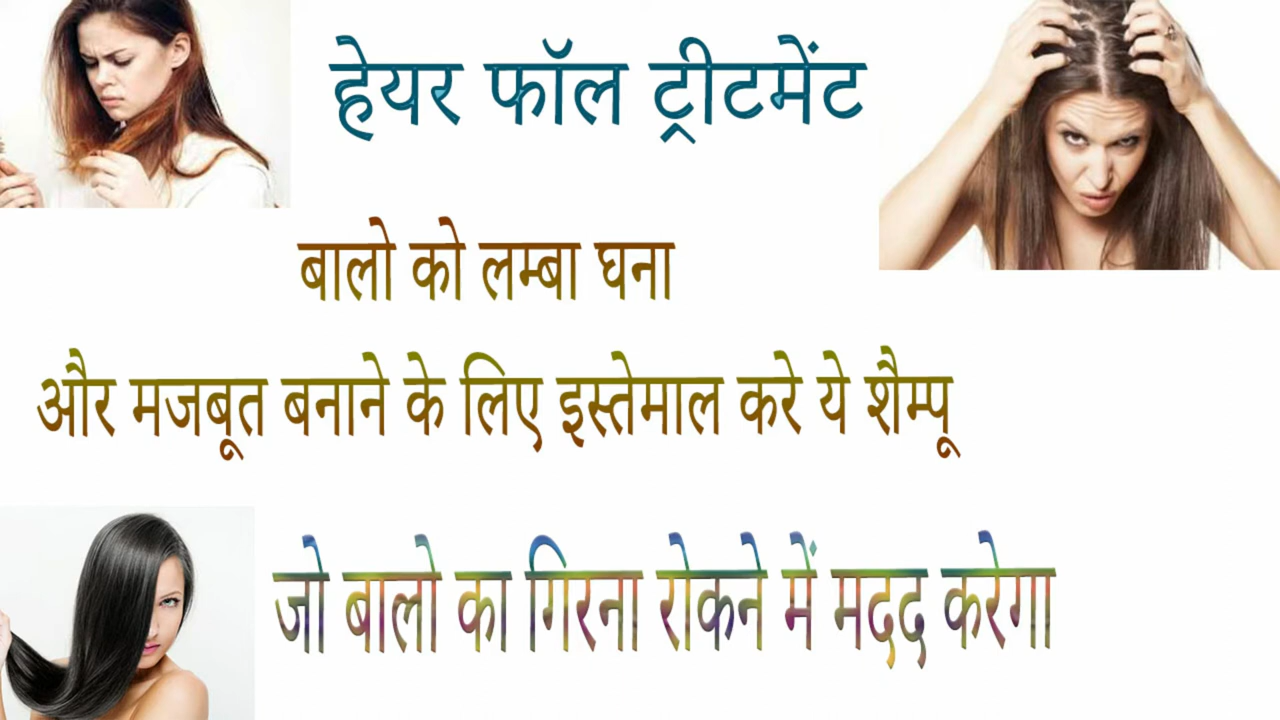 हेयर फॉल ट्रीटमेंट
बालो को लम्बा घना
और मजबूत बनाने के लिए इस्तेमाल करे ये शैम्पू
जो बालो का गिरना रोकने में मदद करेगा